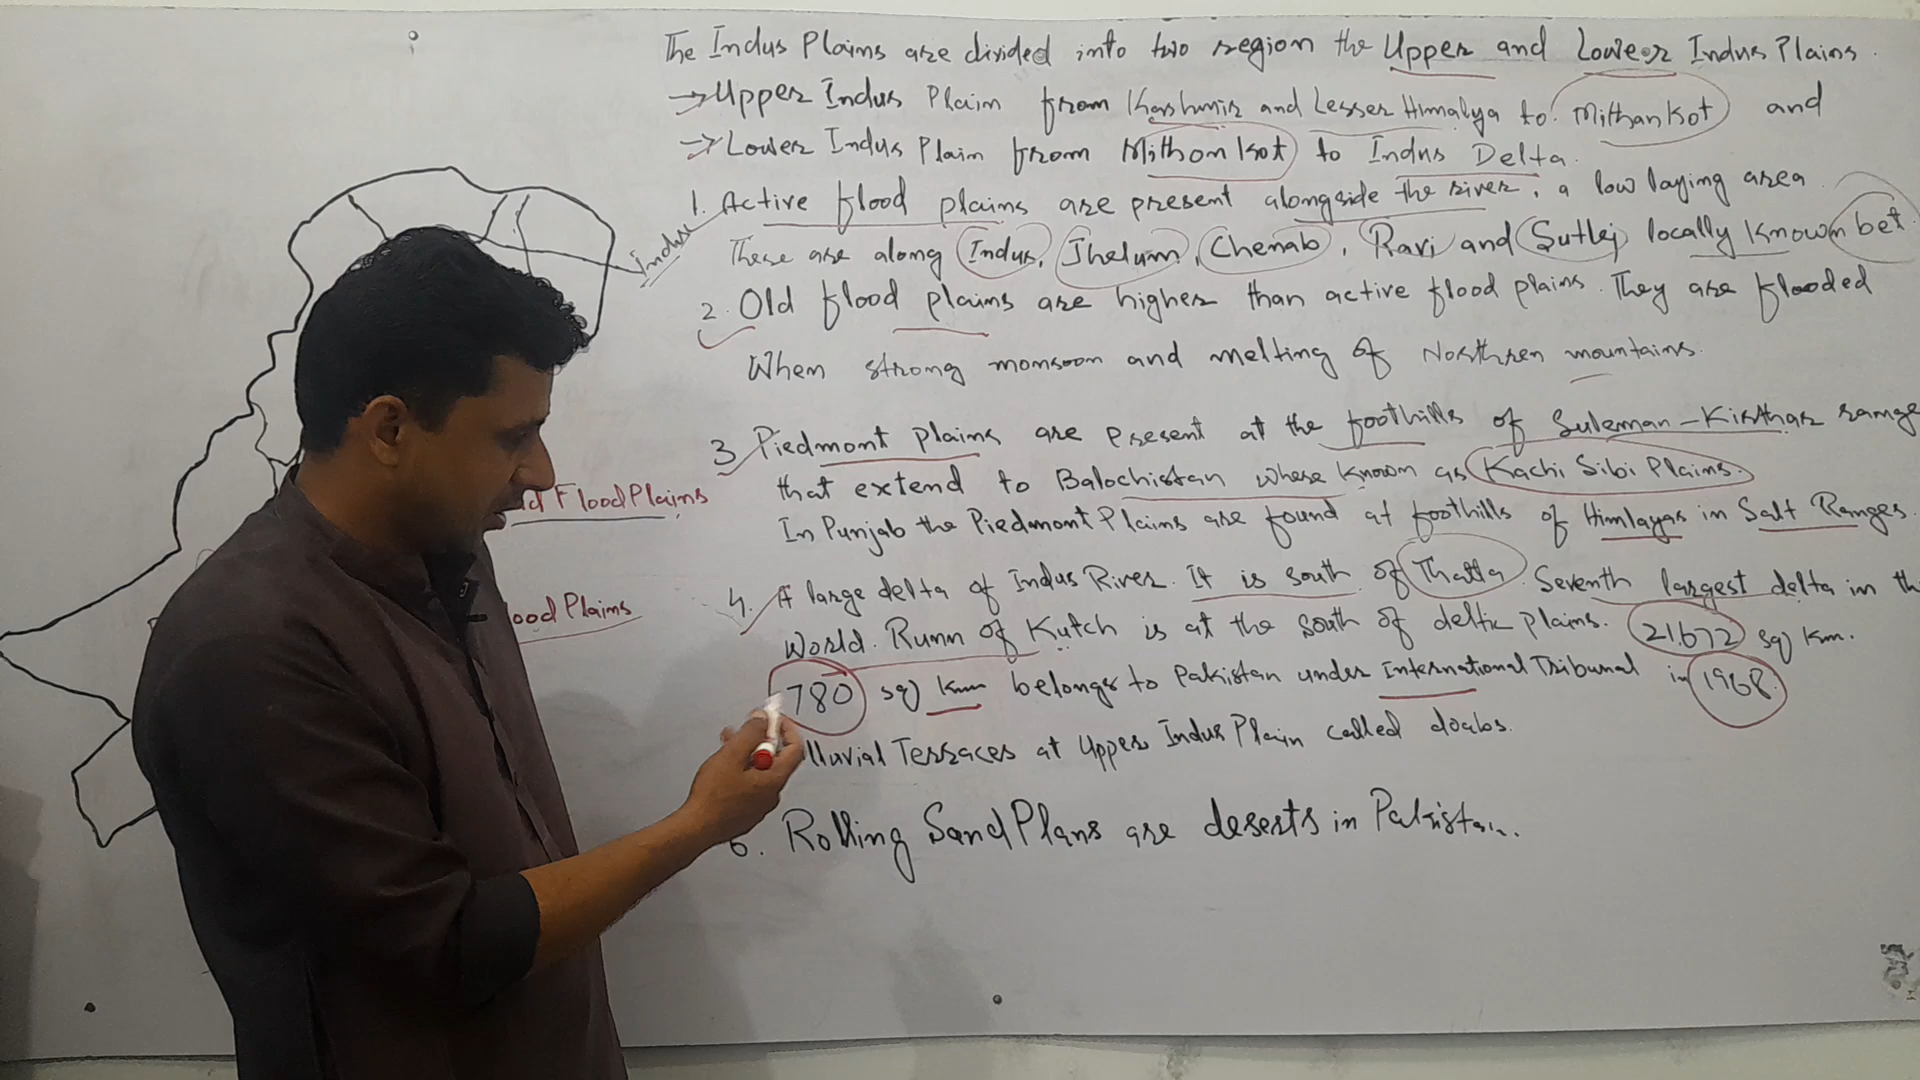 The Indus Plains are divided into two region the Upper and Lower Indus Plains.
→ Upper Indus Plain from Kashmir and Lesser Himalya to Mithankot and
→ Lower Indus Plain from Mithonkot to Indus Delta.
1. Active flood plains are present alongside the river, a low laying area
Indus
These are along Indus, Jhelum, Chenab, Ravi and Sutlej locally known bet
2. Old flood plains are higher than active flood plains. They are flooded
When strong monsoon and melting of Northren mountains.
3 Piedmont plains are present at the foothills of Suleman-Kirthar range
that extend to Balochistan where known as Kachi Sibi Plains.
d FloodPlains
In Punjab the Piedmont Plains are found at foothills of Himlayas in Salt Ranges.
4. A large delta of Indus River. It is south of Thatta. Seventh largest delta in th
ood Plaims
World. Runn of Kutch is at the south of deltic plains. 21.672 sq km.
780 sq km belongs to Pakistan under International Tribunal in 1968.
lluvial Terraces at Upper Indus Plain called doabs.
6. Rolling Sand Plans are deserts in Pakistan.